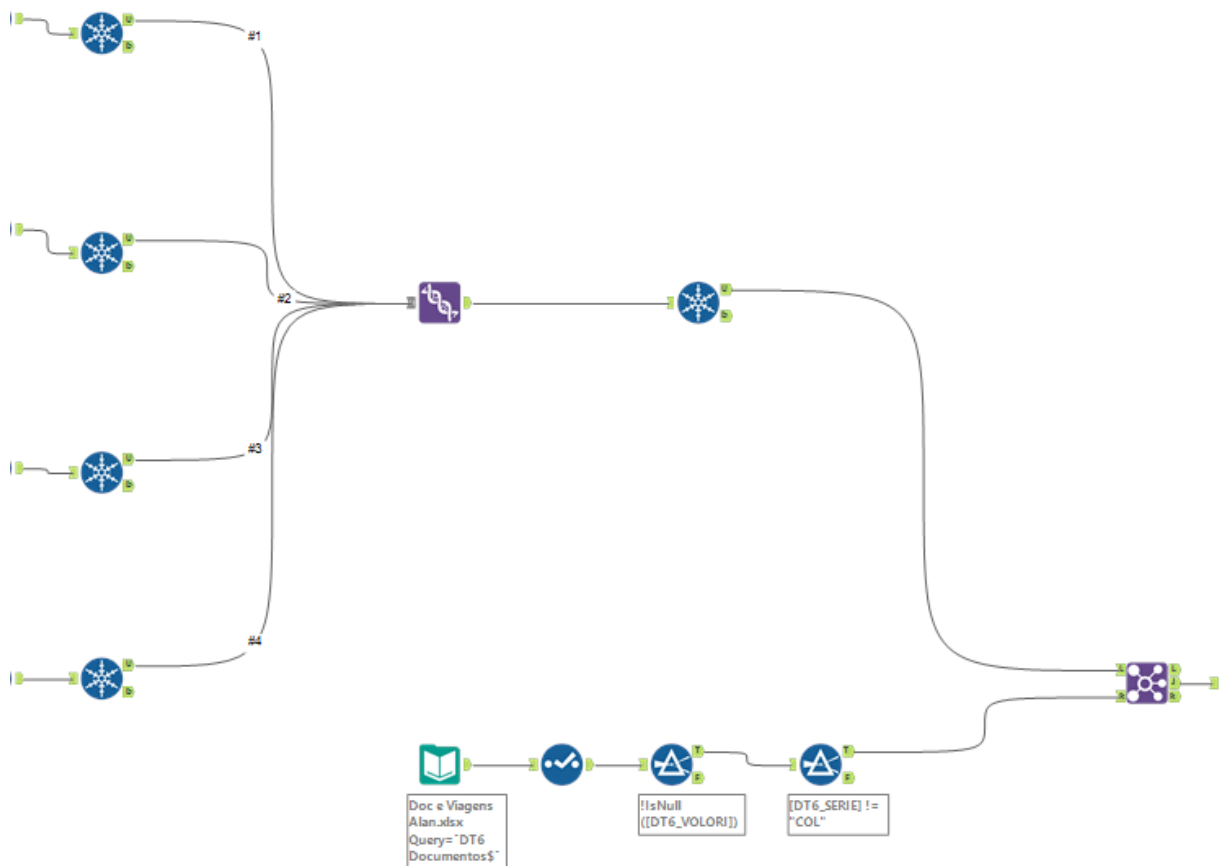 U
D
#1
U
D
#2
U
D
U
D
#3
U
D
#4
L
L
J
R
R
T
F
T
F
Doc e Viagens
Alan.xlsx
Query=`DT6
Documentos$`
!IsNull
([DT6_VOLORI])
[DT6_SERIE] !=
"COL"